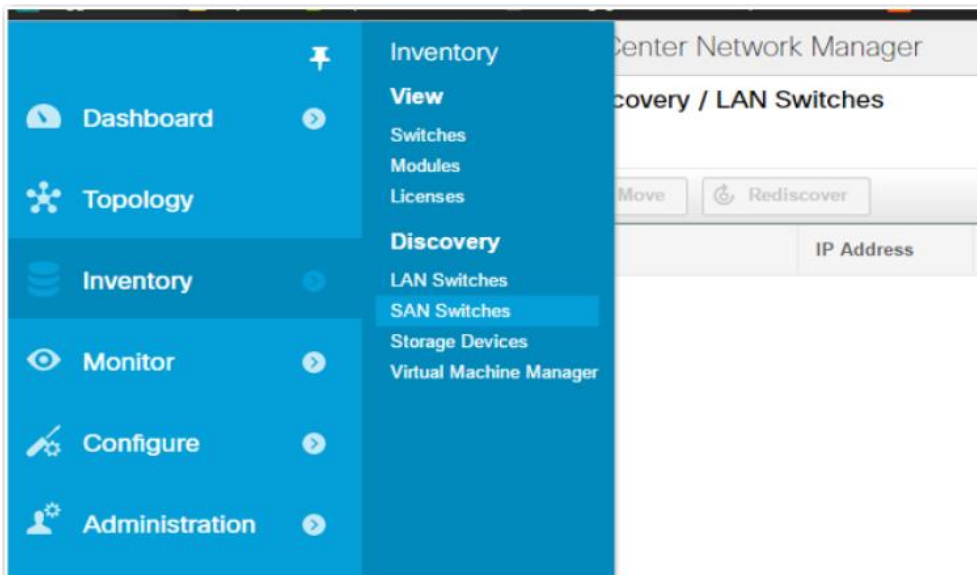 Dashboard
Topology
Inventory
Monitor
Configure
Administration
Inventory
View
Switches
Modules
Licenses
Discovery
LAN Switches
SAN Switches
Storage Devices
Virtual Machine Manager
Center Network Manager
covery / LAN Switches
Move
Rediscover
IP Address